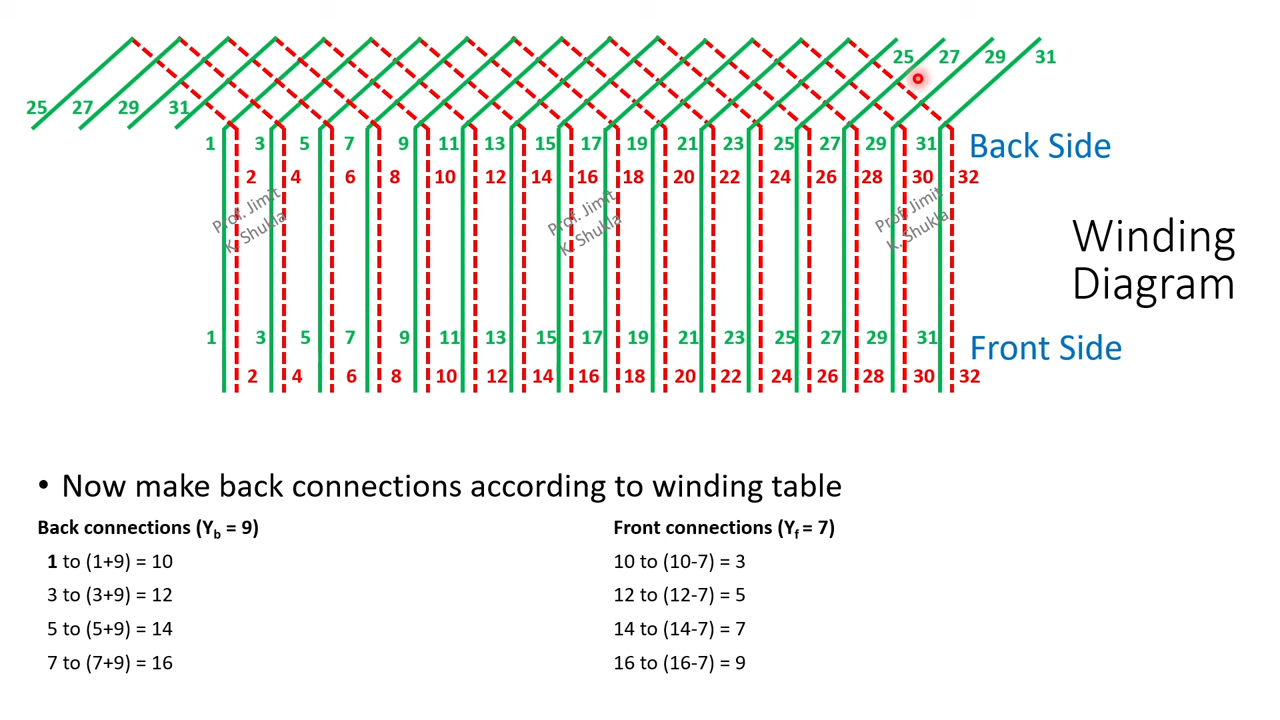 25 27 29 31
25 27 29 31
1 3 5 7 9 11 13 15 17 19 21 23 25 27 29 31
Back Side
2 4 6 8 10 12 14 16 18 20 22 24 26 28 30 32
Prof. Jimit
K. Shukla
Prof. Jimit
K. Shukla
Prof. Jimit
K. Shukla
Winding
Diagram
1 3 5 7 9 11 13 15 17 19 21 23 25 27 29 31
Front Side
2 4 6 8 10 12 14 16 18 20 22 24 26 28 30 32
• Now make back connections according to winding table
Back connections (Yb = 9)
1 to (1+9) = 10
3 to (3+9) = 12
5 to (5+9) = 14
7 to (7+9) = 16
Front connections (Yf = 7)
10 to (10-7) = 3
12 to (12-7) = 5
14 to (14-7) = 7
16 to (16-7) = 9